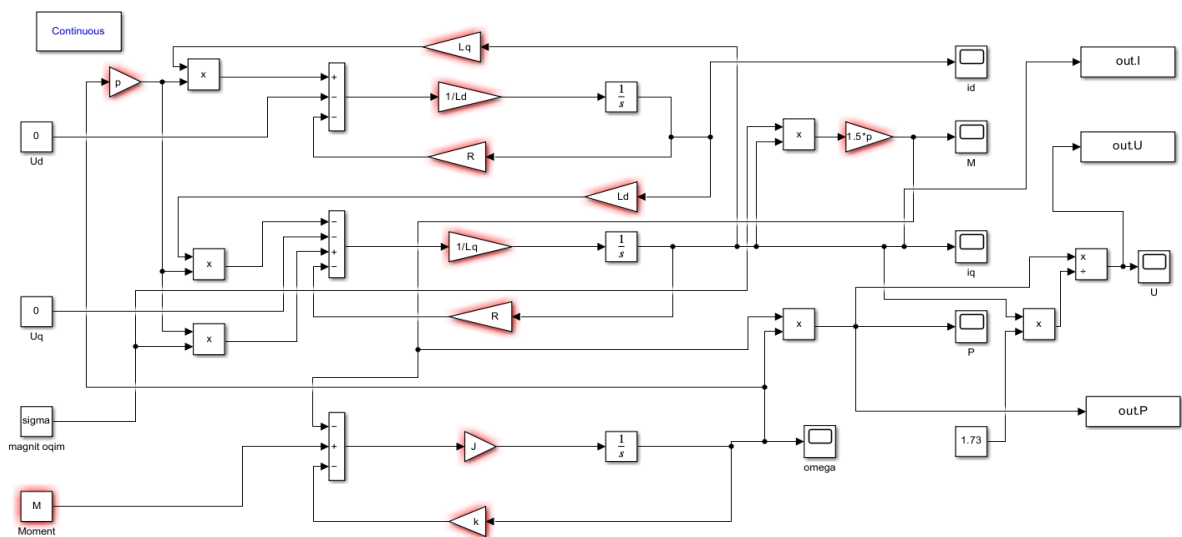 Continuous
Lq
id
out.I
p
x
+
−
−
1/Ld
1
s
0
Ud
R
x
1.5*p
M
out.U
Ld
x
−
−
+
−
1/Lq
1
s
iq
x
÷
U
0
Uq
R
x
x
P
x
sigma
magnit oqim
−
+
−
J
1
s
omega
1.73
out.P
M
Moment
k